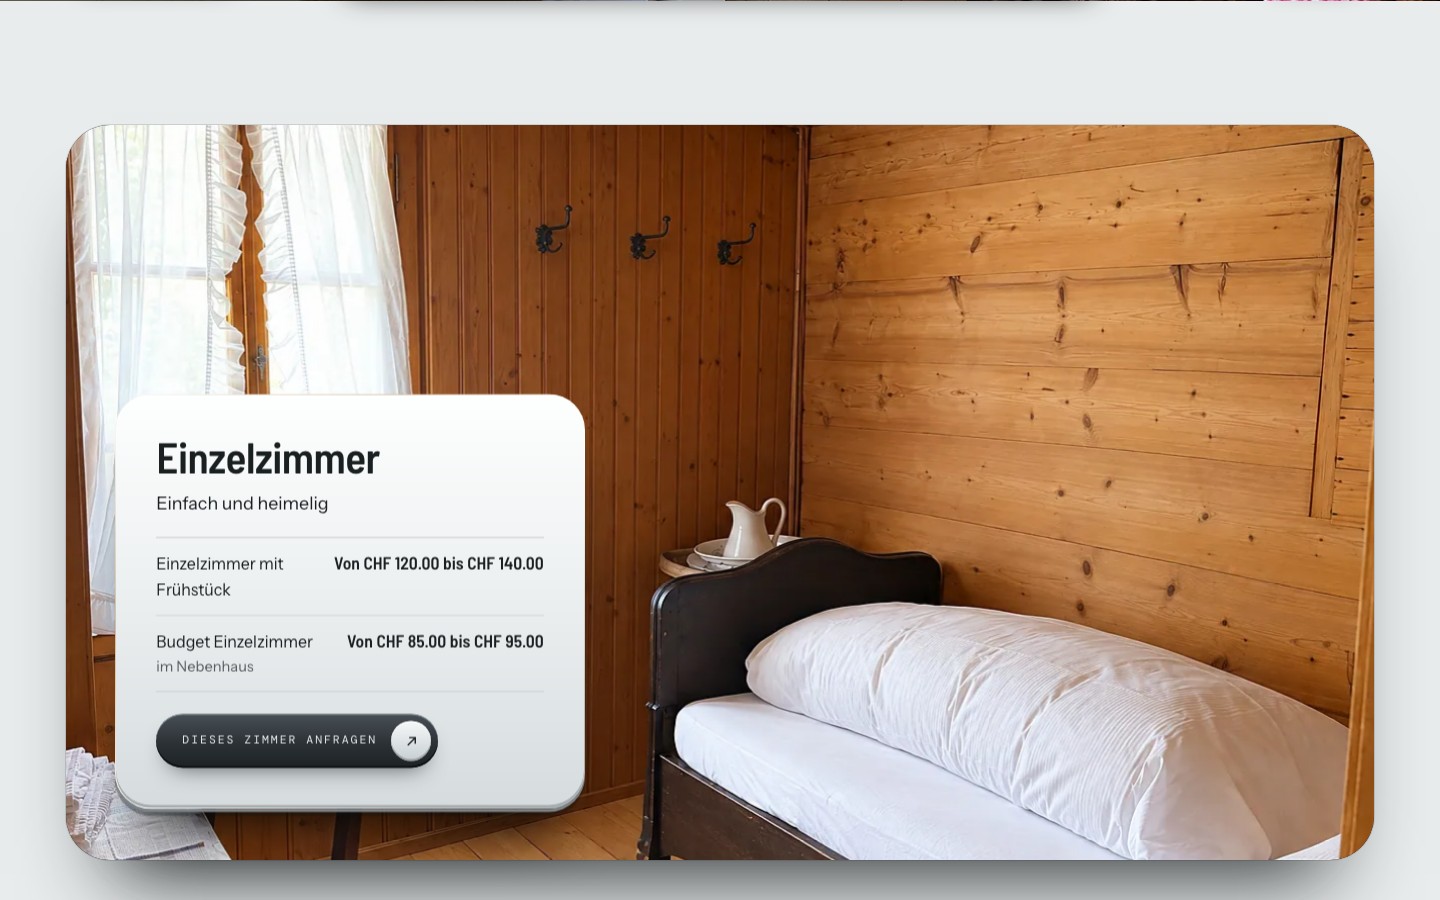 Einzelzimmer
Einfach und heimelig
Einzelzimmer mit Von CHF 120.00 bis CHF 140.00
Frühstück
Budget Einzelzimmer Von CHF 85.00 bis CHF 95.00
im Nebenhaus
DIESES ZIMMER ANFRAGEN